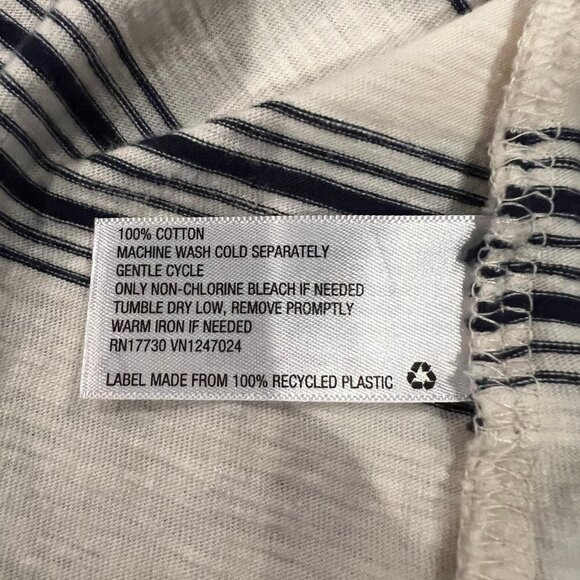 100% COTTON
MACHINE WASH COLD SEPARATELY
GENTLE CYCLE
ONLY NON-CHLORINE BLEACH IF NEEDED
TUMBLE DRY LOW, REMOVE PROMPTLY
WARM IRON IF NEEDED
RN17730 VN1247024
LABEL MADE FROM 100% RECYCLED PLASTIC